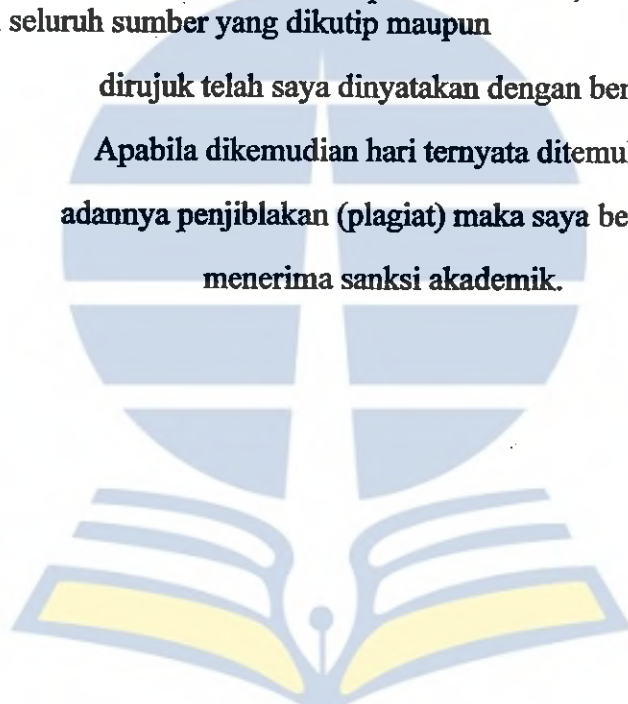 seluruh sumber yang dikutip maupun
dirujuk telah saya dinyatakan dengan ben
Apabila dikemudian hari ternyata ditemul
adannya penjiblakan (plagiat) maka saya be
menerima sanksi akademik.